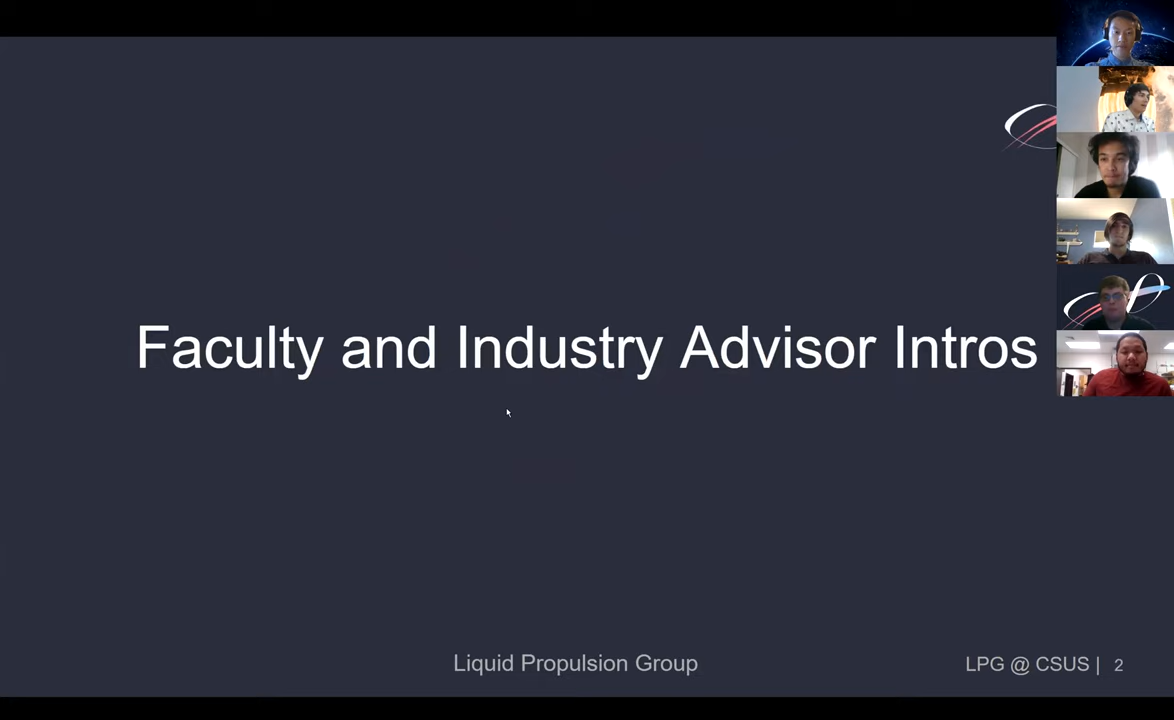 Faculty and Industry Advisor Intros
Liquid Propulsion Group
LPG @ CSUS | 2